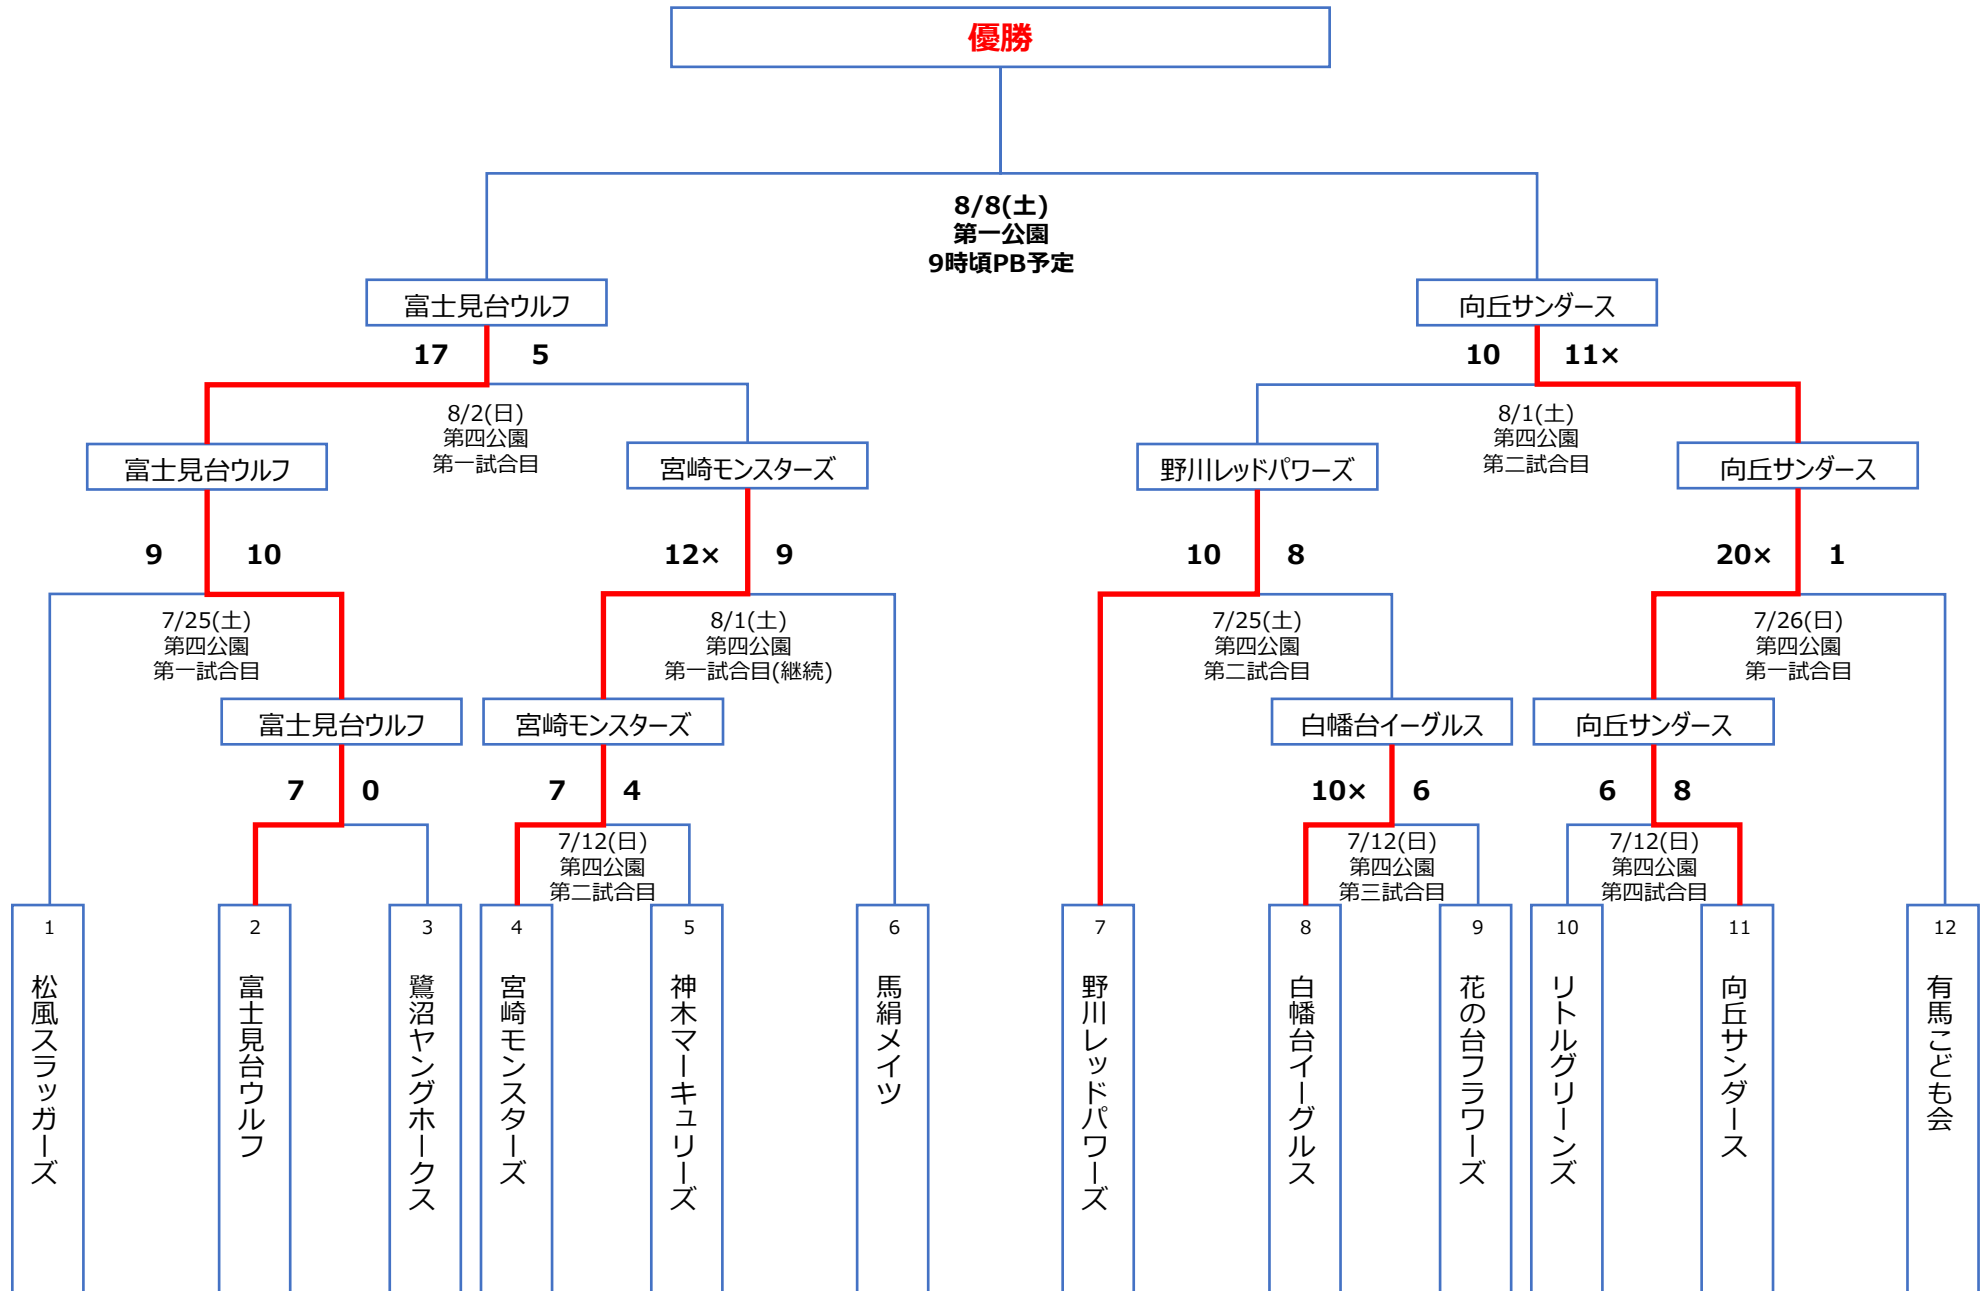 優勝
8/8(土)
第一公園
9時頃PB予定
富士見台ウルフ
向丘サンダース
17 5
10 11×
8/2(日)
第四公園
第一試合目
8/1(土)
第四公園
第二試合目
富士見台ウルフ
宮崎モンスターズ
野川レッドパワーズ
向丘サンダース
9 10
12× 9
10 8
20× 1
7/25(土)
第四公園
第一試合目
8/1(土)
第四公園
第一試合目(継続)
7/25(土)
第四公園
第二試合目
7/26(日)
第四公園
第一試合目
富士見台ウルフ
宮崎モンスターズ
白幡台イーグルス
向丘サンダース
7 0
7 4
10× 6
6 8
7/12(日)
第四公園
第二試合目
7/12(日)
第四公園
第三試合目
7/12(日)
第四公園
第四試合目
1
松風スラッガーズ
2
富士見台ウルフ
3
鷺沼ヤングホークス
4
宮崎モンスターズ
5
神木マーキュリーズ
6
馬絹メイツ
7
野川レッドパワーズ
8
白幡台イーグルス
9
花の台フラワーズ
10
リトルグリーンズ
11
向丘サンダース
12
有馬こども会